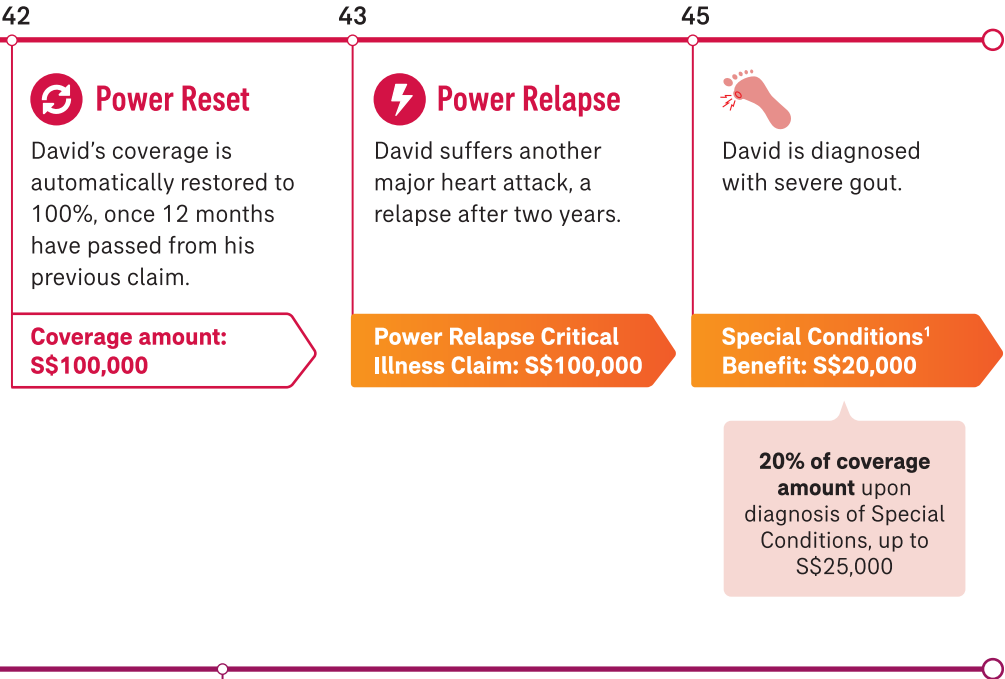 42
Power Reset
David's coverage is
automatically restored to
100%, once 12 months
have passed from his
previous claim.
Coverage amount:
S$100,000
43
Power Relapse
David suffers another
major heart attack, a
relapse after two years.
Power Relapse Critical
Illness Claim: S$100,000
45
David is diagnosed
with severe gout.
Special Conditions¹
Benefit: S$20,000
20% of coverage
amount upon
diagnosis of Special
Conditions, up to
S$25,000